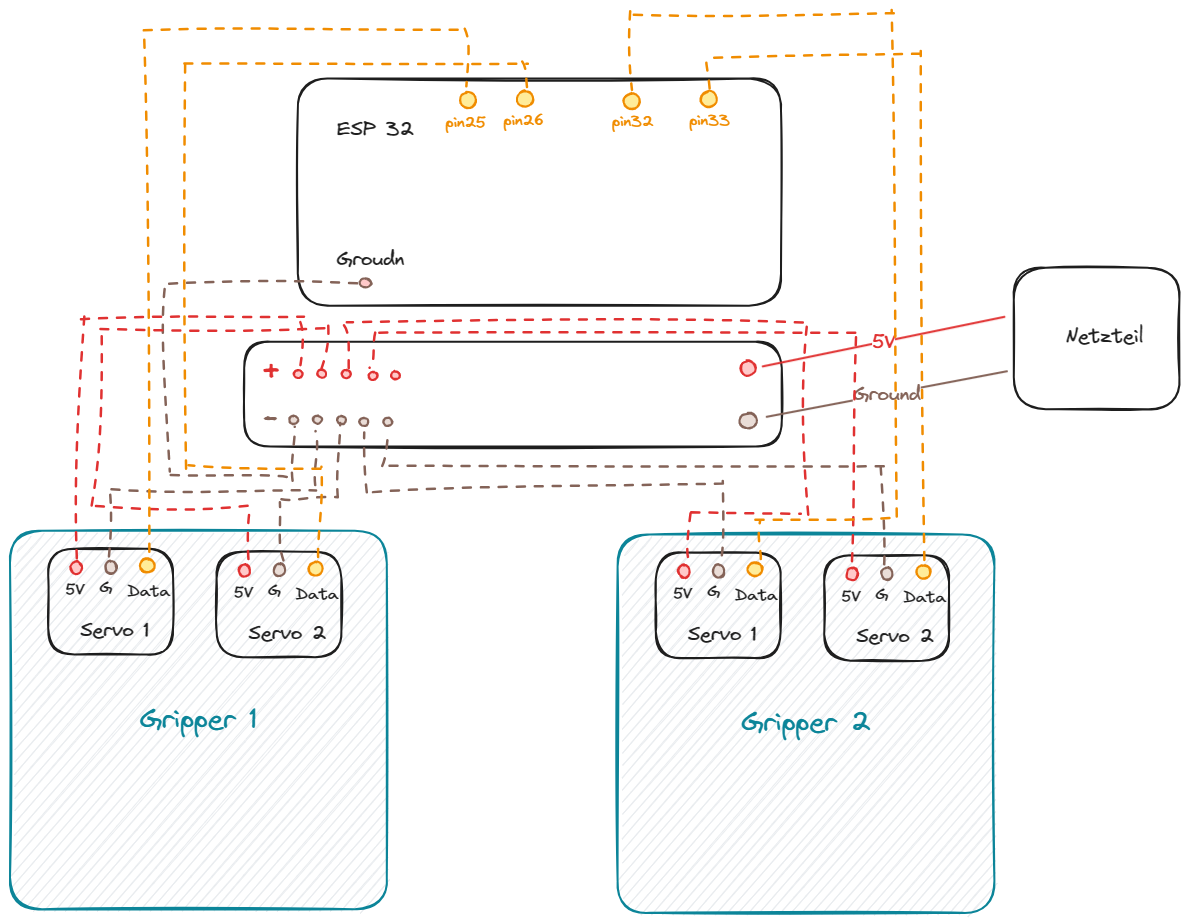 ESP 32
pin25
pin26
pin32
pin33
Groudn
+
5V
Netzteil
-
Ground
5V G Data
Servo 1
5V G Data
Servo 2
Gripper 1
5V G Data
Servo 1
5V G Data
Servo 2
Gripper 2